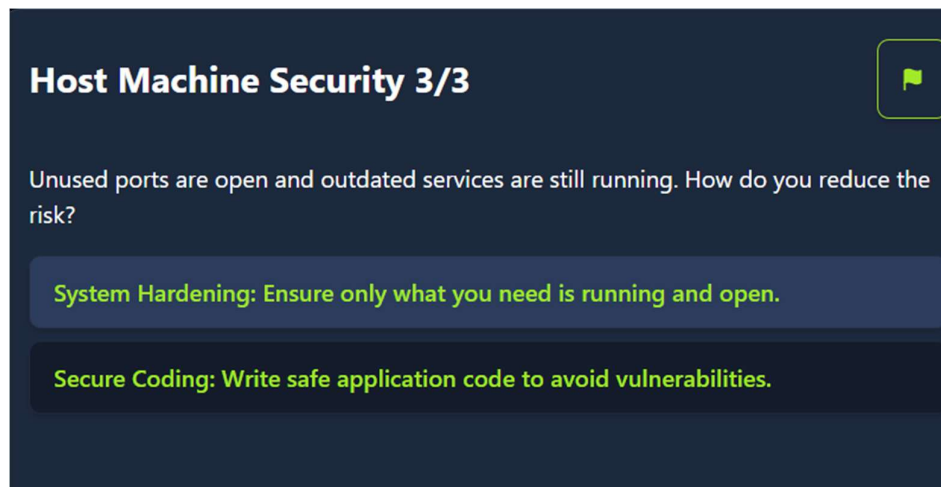 Host Machine Security 3/3
Unused ports are open and outdated services are still running. How do you reduce the
risk?
System Hardening: Ensure only what you need is running and open.
Secure Coding: Write safe application code to avoid vulnerabilities.